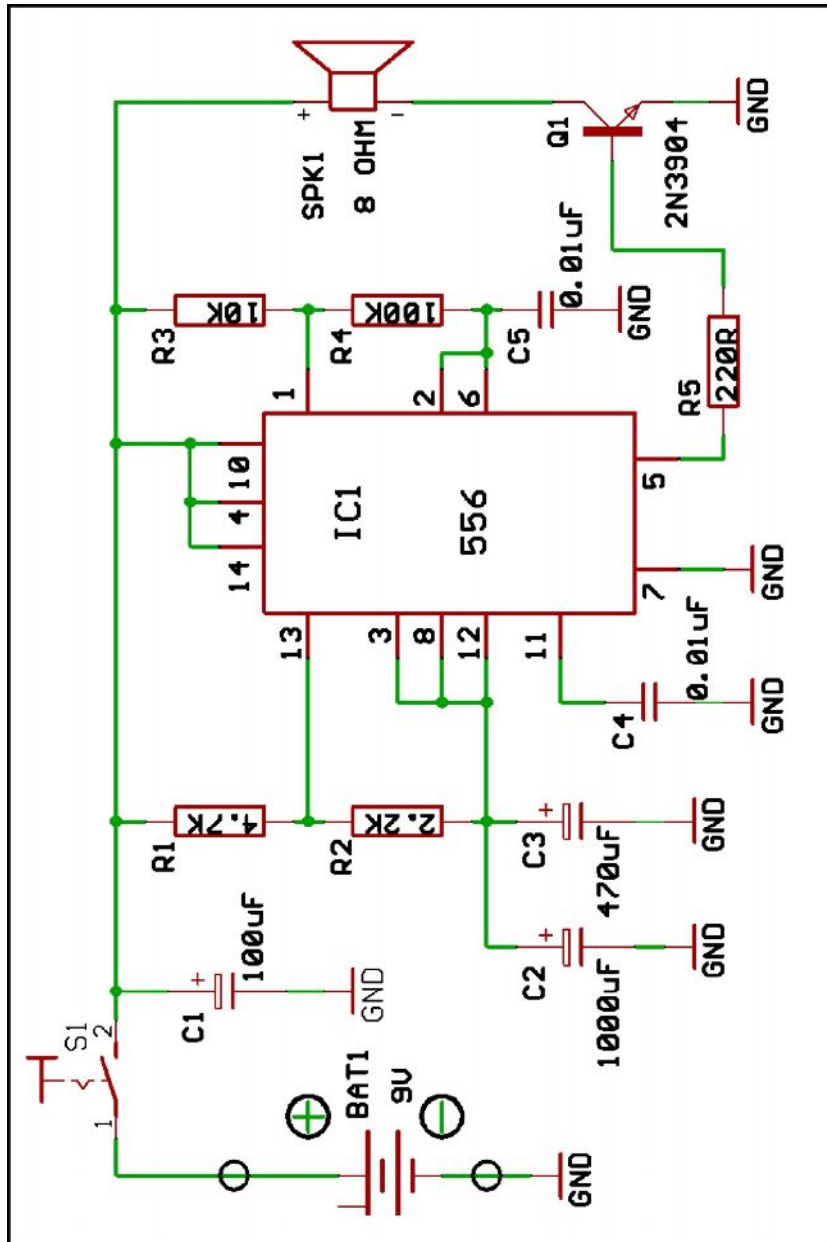 +
-
SPK1
8 OHM
Q1
2N3904
GND
R3
10K
R4
100K
C5
0.01uF
GND
R5
220R
1
2
6
10
4
14
IC1
556
5
7
GND
13
3
8
12
11
C4
0.01uF
GND
R1
4.7K
R2
2.2K
C3
+
470uF
GND
C2
+
1000uF
GND
C1
+
100uF
GND
S1
2
1
BAT1
9V
+
-
GND